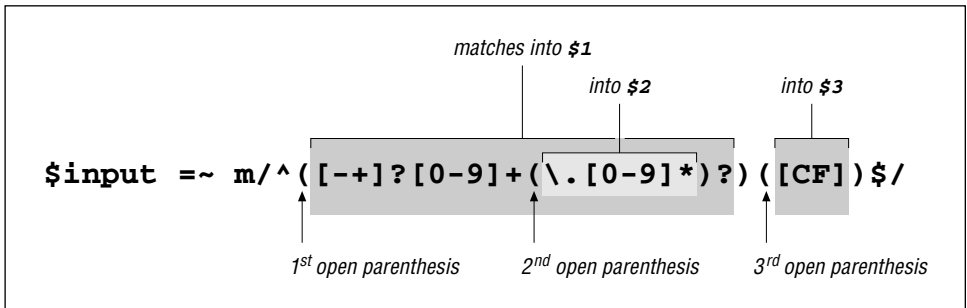 matches into $1
into $2
into $3
$input =~ m/^([-+]?[0-9]+(\.[0-9]*)?)([CF])$/
1st open parenthesis
2nd open parenthesis
3rd open parenthesis